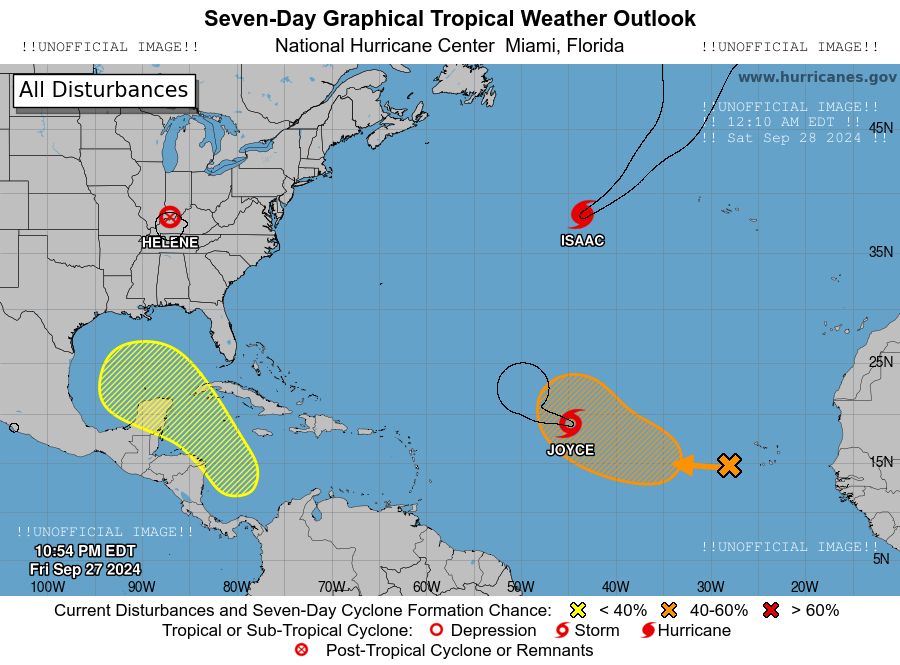 Seven-Day Graphical Tropical Weather Outlook
!!UNOFFICIAL IMAGE!! National Hurricane Center Miami, Florida !!UNOFFICIAL IMAGE!!
All Disturbances
www.hurricanes.gov
!!UNOFFICIAL IMAGE!!
!! 12:10 AM EDT !!
!! Sat Sep 28 2024 !!
45N
HELENE
ISAAC
35N
25N
JOYCE
15N
!!UNOFFICIAL IMAGE!!
!!UNOFFICIAL IMAGE!!
10:54 PM EDT
Fri Sep 27 2024
5N
100W 90W 80W 70W 60W 50W 40W 30W 20W
Current Disturbances and Seven-Day Cyclone Formation Chance: < 40% 40-60% > 60%
Tropical or Sub-Tropical Cyclone: Depression Storm Hurricane
Post-Tropical Cyclone or Remnants